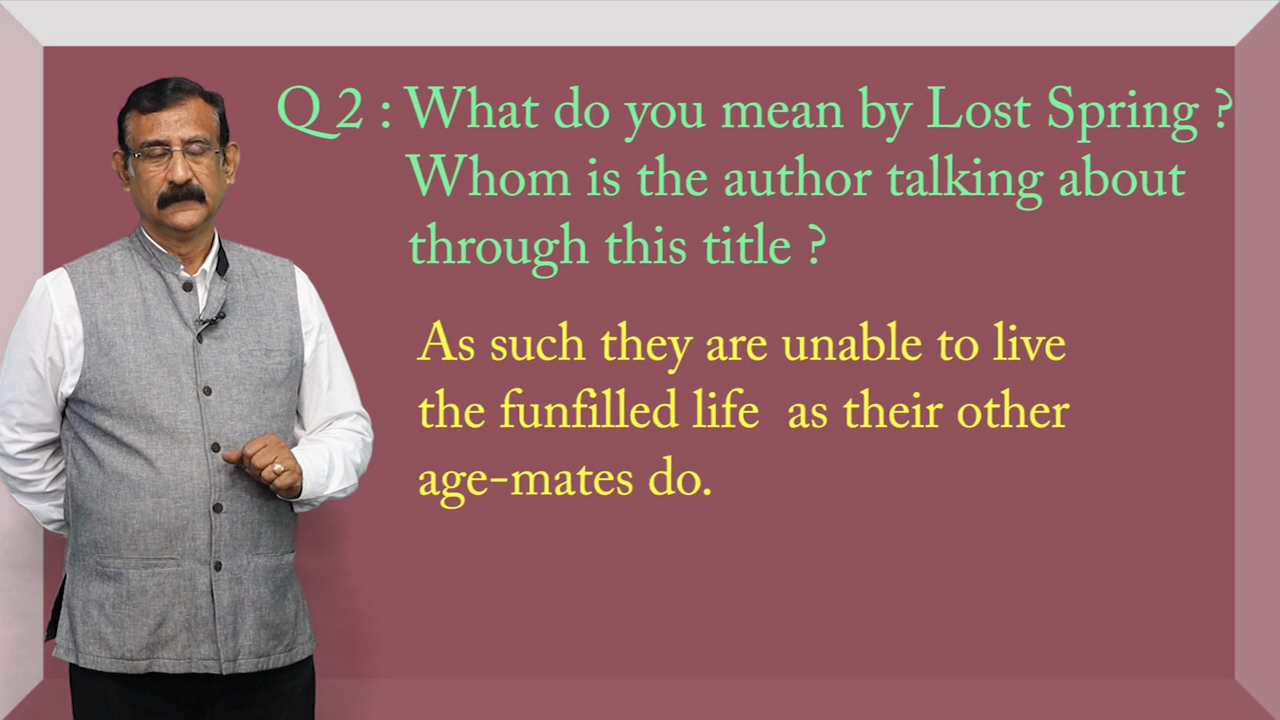 Q 2 : What do you mean by Lost Spring ?
Whom is the author talking about
through this title ?
As such they are unable to live
the funfilled life as their other
age-mates do.